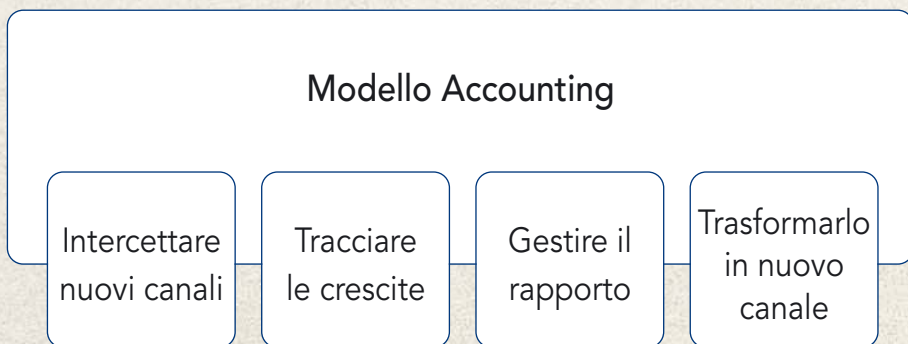 Modello Accounting
Intercettare
nuovi canali
Tracciare
le crescite
Gestire il
rapporto
Trasformarlo
in nuovo
canale